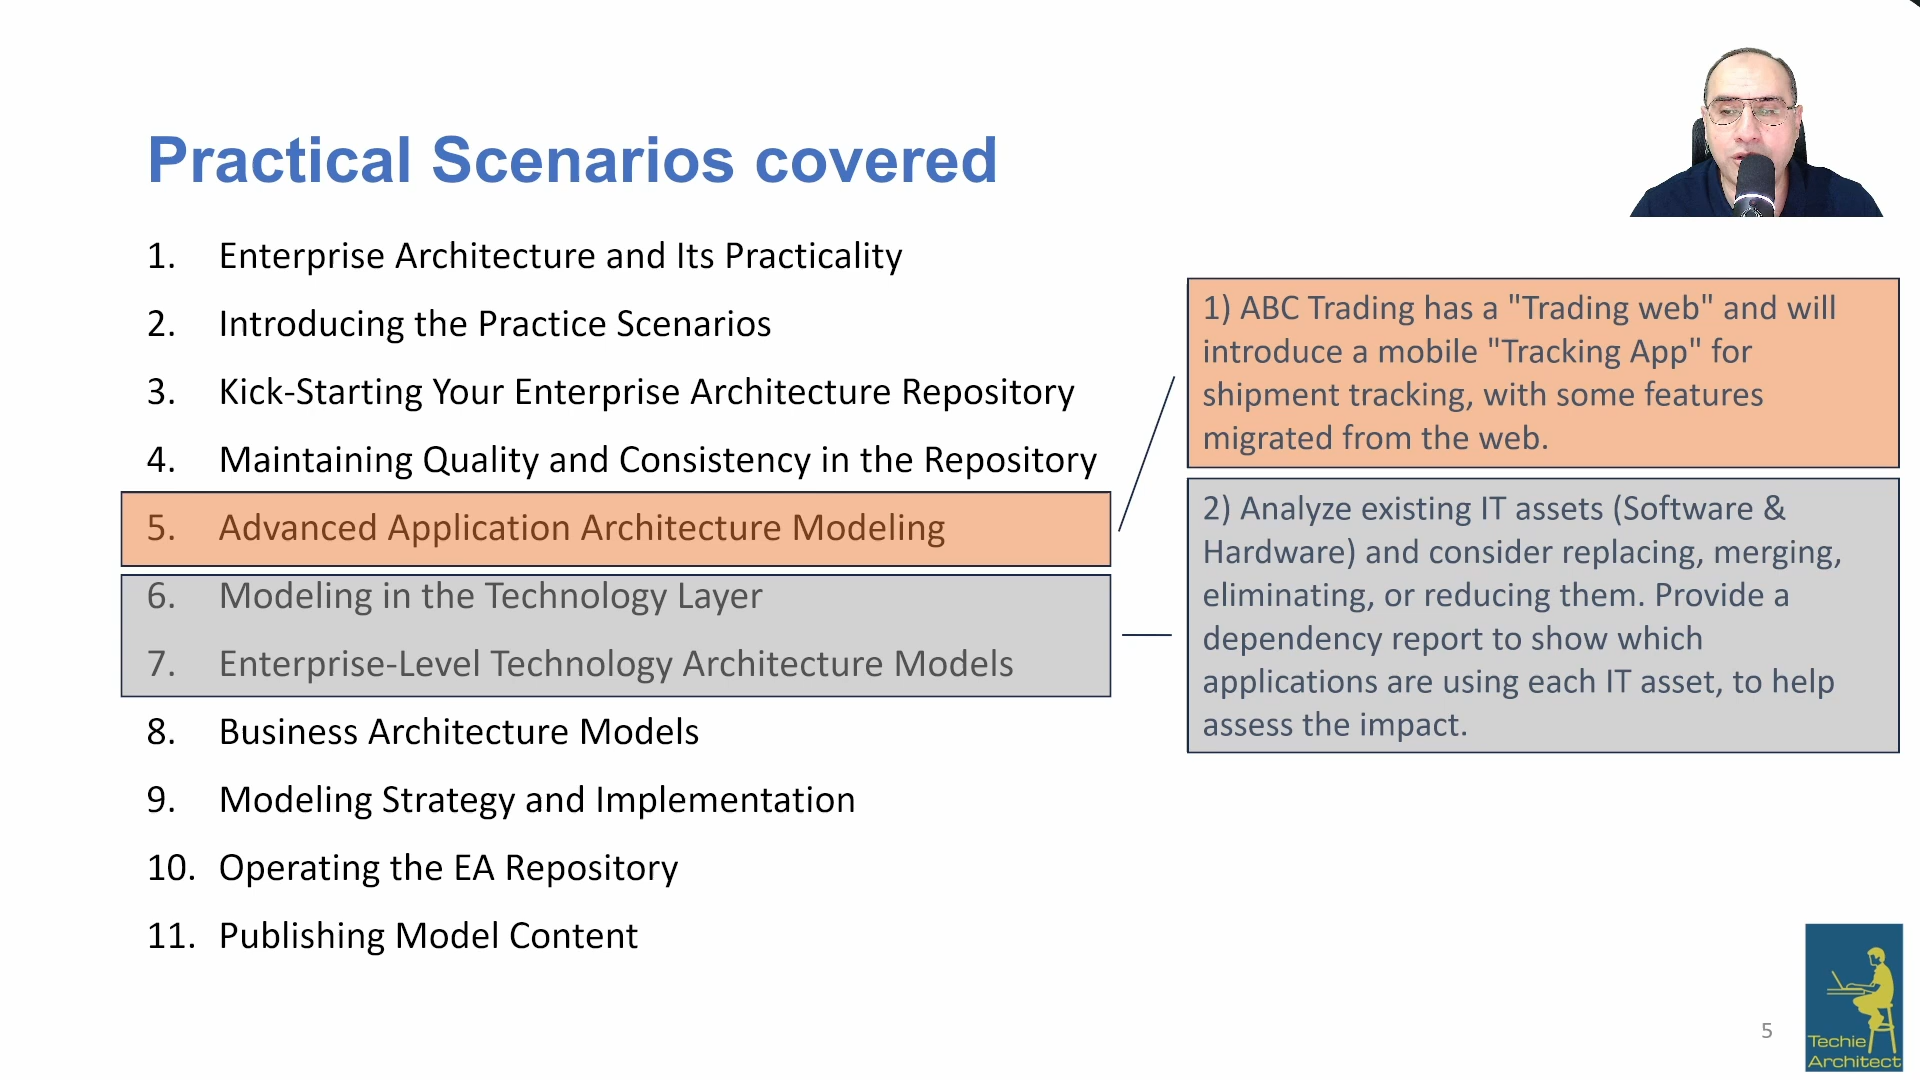 Practical Scenarios covered
1. Enterprise Architecture and Its Practicality
2. Introducing the Practice Scenarios
3. Kick-Starting Your Enterprise Architecture Repository
4. Maintaining Quality and Consistency in the Repository
5. Advanced Application Architecture Modeling
6. Modeling in the Technology Layer
7. Enterprise-Level Technology Architecture Models
8. Business Architecture Models
9. Modeling Strategy and Implementation
10. Operating the EA Repository
11. Publishing Model Content
1) ABC Trading has a "Trading web" and will
introduce a mobile "Tracking App" for
shipment tracking, with some features
migrated from the web.
2) Analyze existing IT assets (Software &
Hardware) and consider replacing, merging,
eliminating, or reducing them. Provide a
dependency report to show which
applications are using each IT asset, to help
assess the impact.
5
Techie
Architect